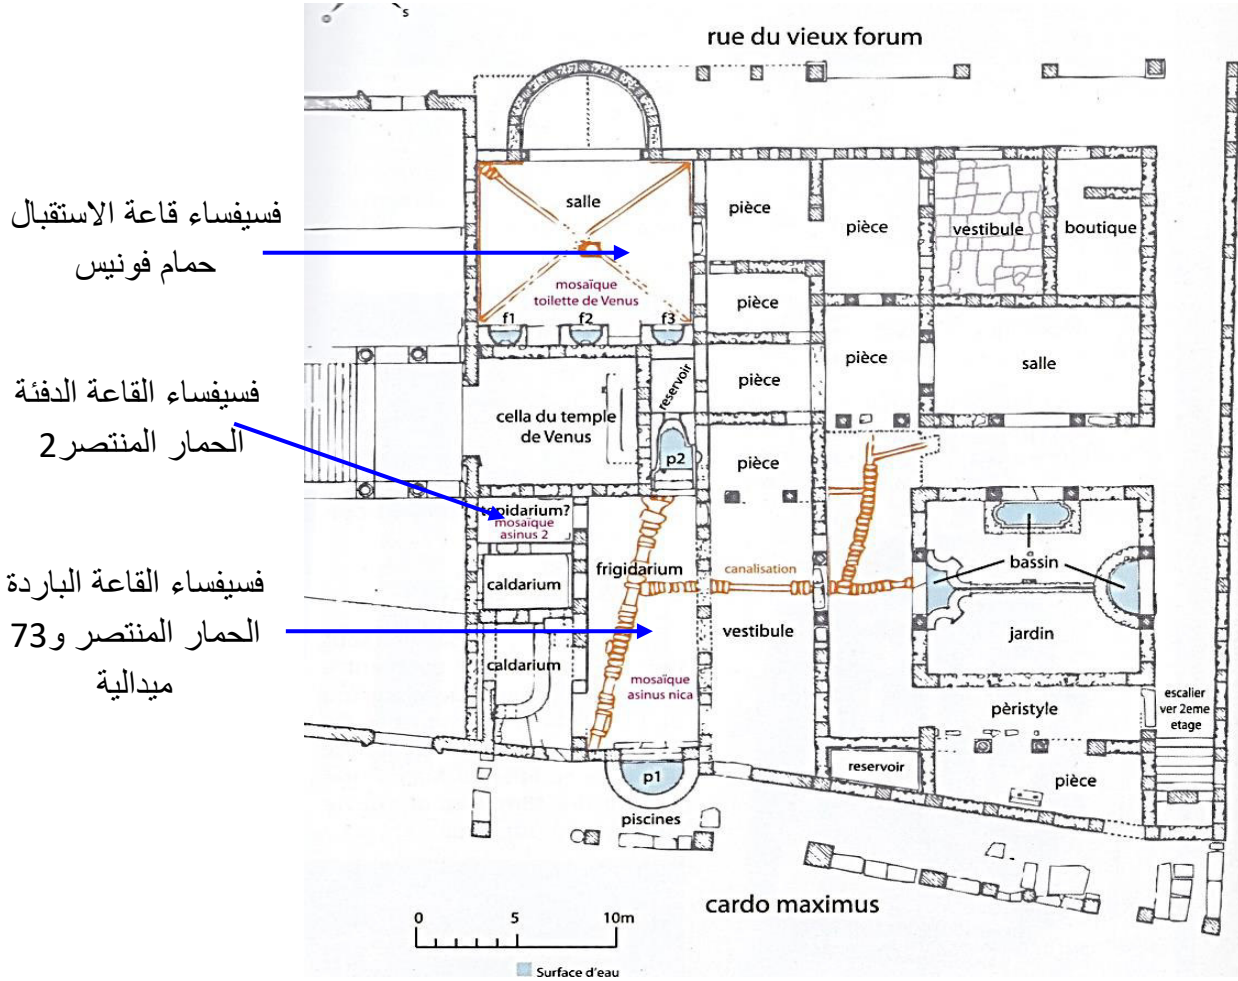 s
rue du vieux forum
فسيفساء قاعة الاستقبال
حمام فونيس
salle
mosaïque
toilette de Venus
f1
f2
f3
pièce
pièce
vestibule
boutique
pièce
فسيفساء القاعة الدفئة
الحمار المنتصر2
cella du temple
de Venus
reservoir
p2
pièce
pièce
salle
pièce
tepidarium?
mosaïque
asinus 2
فسيفساء القاعة الباردة
الحمار المنتصر و73
ميدالية
caldarium
caldarium
frigidarium
canalisation
mosaïque
asinus nica
vestibule
bassin
jardin
pèristyle
escalier
ver 2eme
etage
reservoir
pièce
p1
piscines
cardo maximus
0 5 10m
Surface d'eau